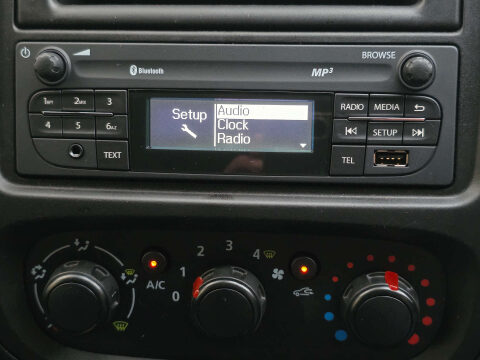 BROWSE
Bluetooth
MP3
1 2 3
4 5 6
TEXT
Setup
Audio
Clock
Radio
RADIO MEDIA
SETUP
TEL
A/C
0 1 2 3 4